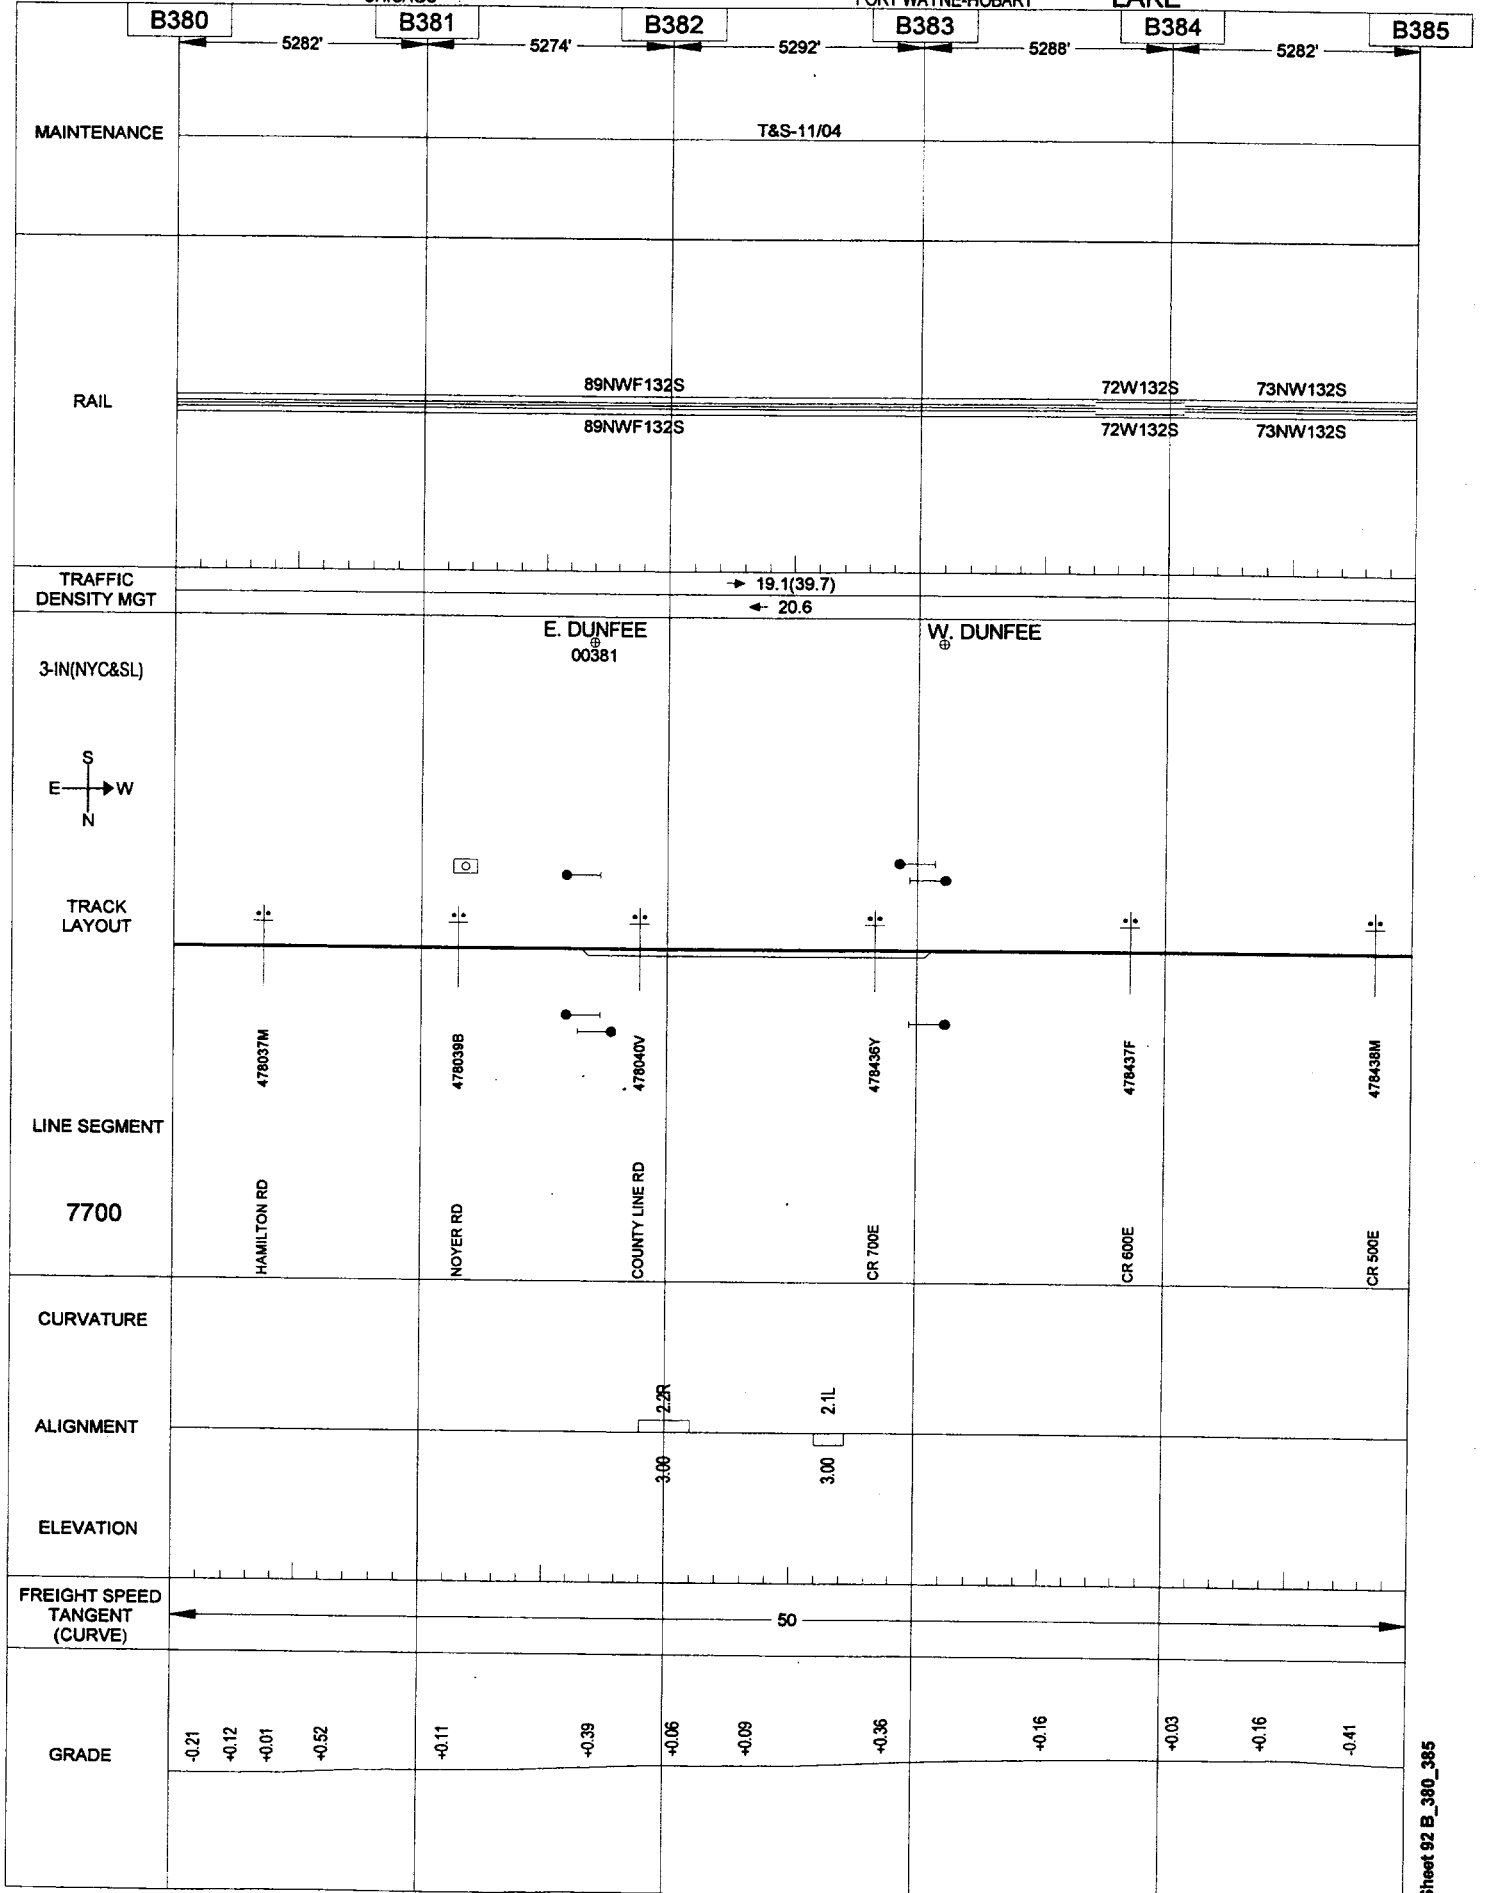 LAKE
B380 B381 B382 B383 B384 B385
5282' 5274' 5292' 5288' 5282'
MAINTENANCE
T&S-11/04
89NWF132S 72W132S 73NW132S
RAIL
89NWF132S 72W132S 73NW132S
TRAFFIC
DENSITY MGT
19.1(39.7)
20.6
E. DUNFEE
00381
W. DUNFEE
3-IN(NYC&SL)
S
E W
N
TRACK
LAYOUT
478037M 478039B 478040V 478436Y 478437F 478438M
LINE SEGMENT
7700
HAMILTON RD
NOYER RD
COUNTY LINE RD
CR 700E
CR 600E
CR 500E
CURVATURE
2.2R 2.1L
ALIGNMENT
3.00 3.00
ELEVATION
FREIGHT SPEED
TANGENT
(CURVE)
50
GRADE
-0.21 +0.12 +0.01 +0.52 +0.11 +0.39 +0.06 +0.09 +0.36 +0.16 +0.03 +0.16 -0.41
Sheet 92 B_380_385